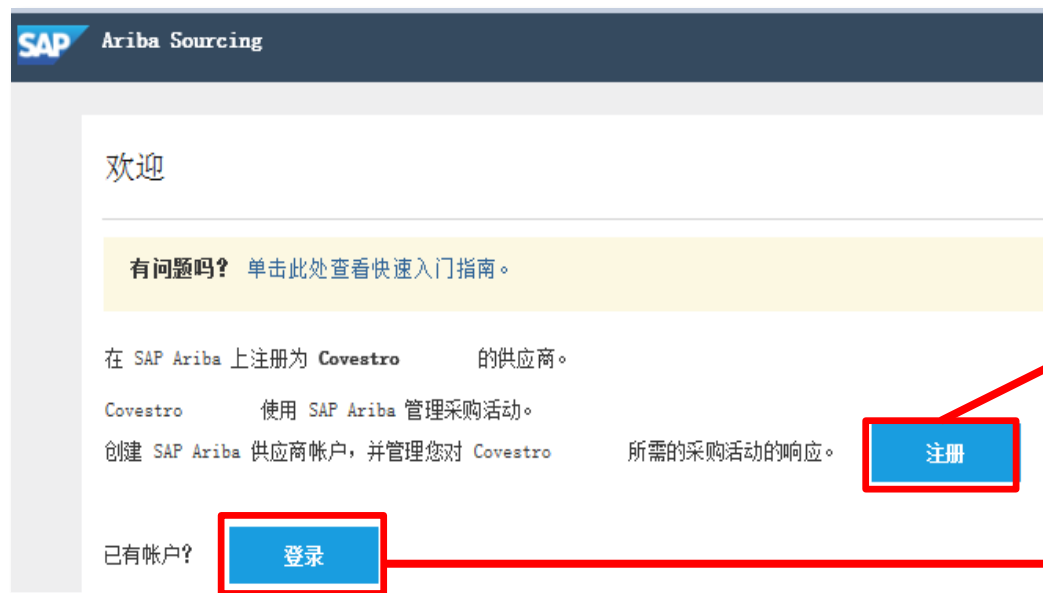 SAP Ariba Sourcing
欢迎
有问题吗? 单击此处查看快速入门指南。
在 SAP Ariba 上注册为 Covestro 的供应商。
Covestro 使用 SAP Ariba 管理采购活动。
创建 SAP Ariba 供应商帐户，并管理您对 Covestro 所需的采购活动的响应。 注册
已有帐户? 登录